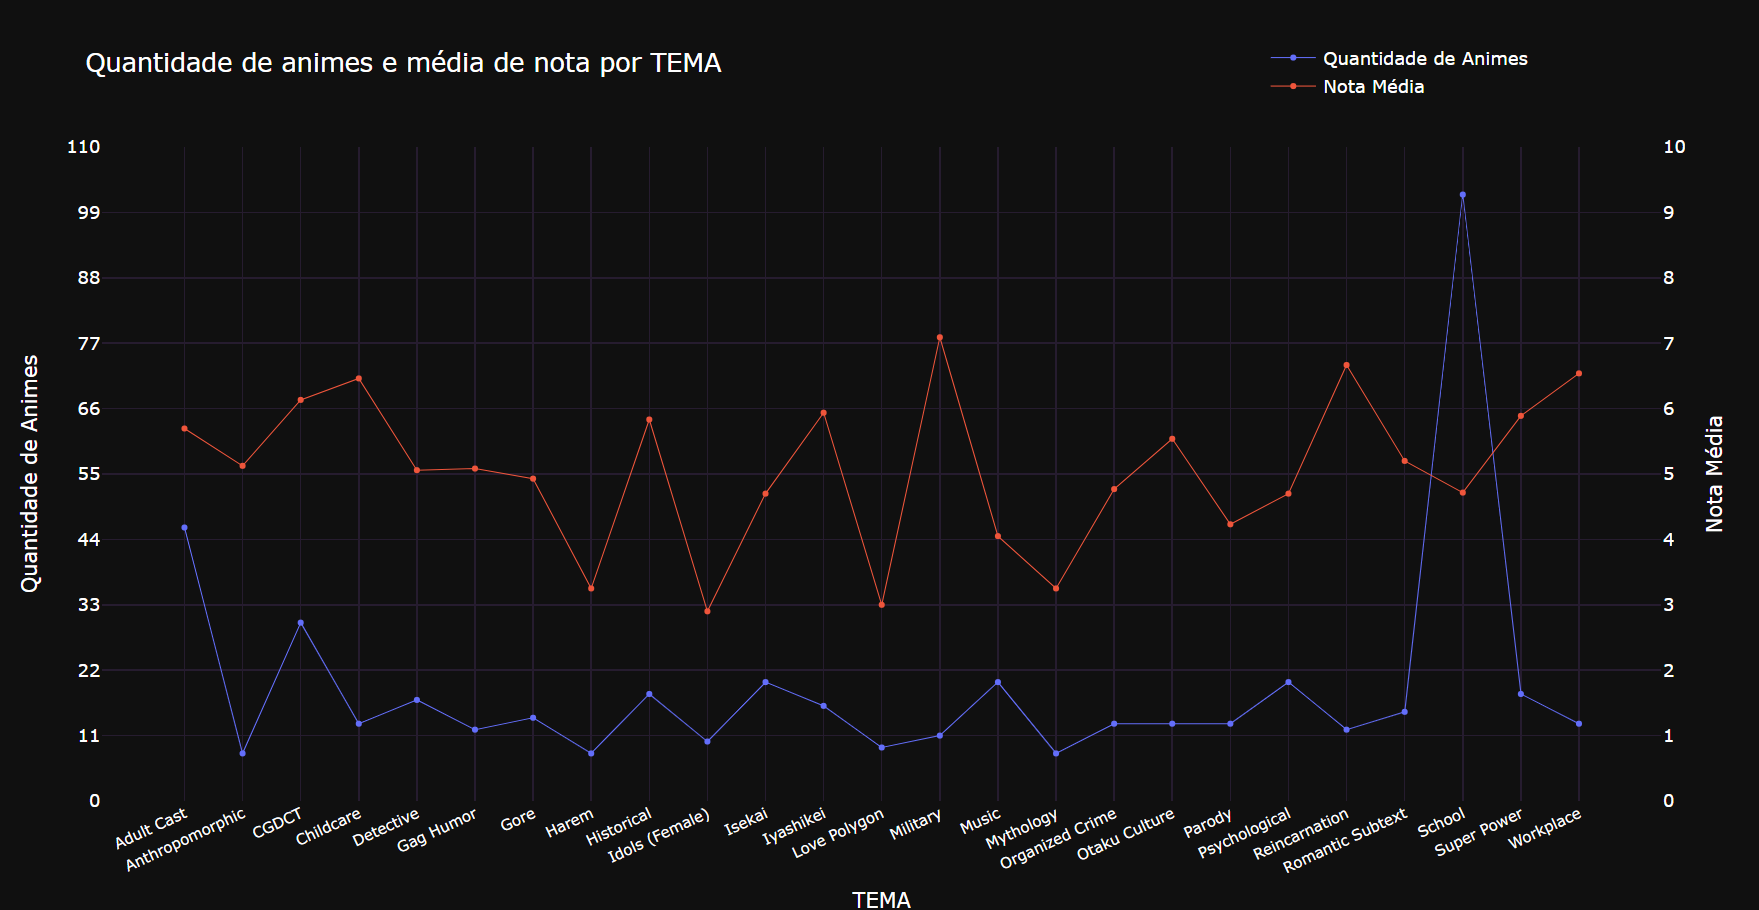 Quantidade de animes e média de nota por TEMA
Quantidade de Animes
Nota Média
110
99
88
77
66
55
44
33
22
11
0
Quantidade de Animes
10
9
8
7
6
5
4
3
2
1
0
Nota Média
Adult Cast
Anthropomorphic
CGDCT
Childcare
Detective
Gag Humor
Gore
Harem
Historical
Idols (Female)
Isekai
Iyashikei
Love Polygon
Military
Music
Mythology
Organized Crime
Otaku Culture
Parody
Psychological
Reincarnation
Romantic Subtext
School
Super Power
Workplace
TEMA